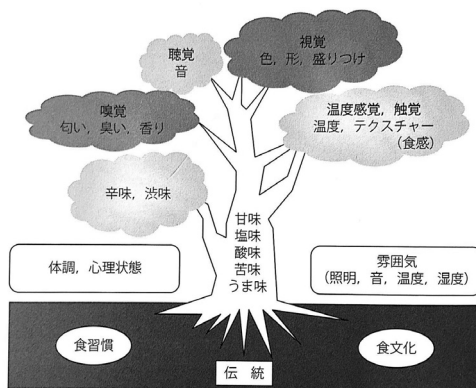 聴覚
音
視覚
色，形，盛りつけ
嗅覚
匂い，臭い，香り
温度感覚，触覚
温度，テクスチャー
（食感）
辛味，渋味
甘味
塩味
酸味
苦味
うま味
体調，心理状態
雰囲気
（照明，音，温度，湿度）
食習慣
伝　統
食文化